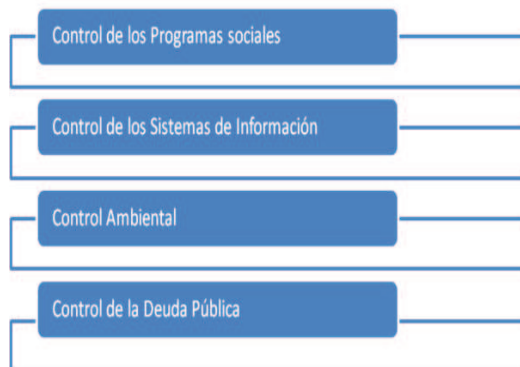 Control de los Programas sociales
Control de los Sistemas de Información
Control Ambiental
Control de la Deuda Pública